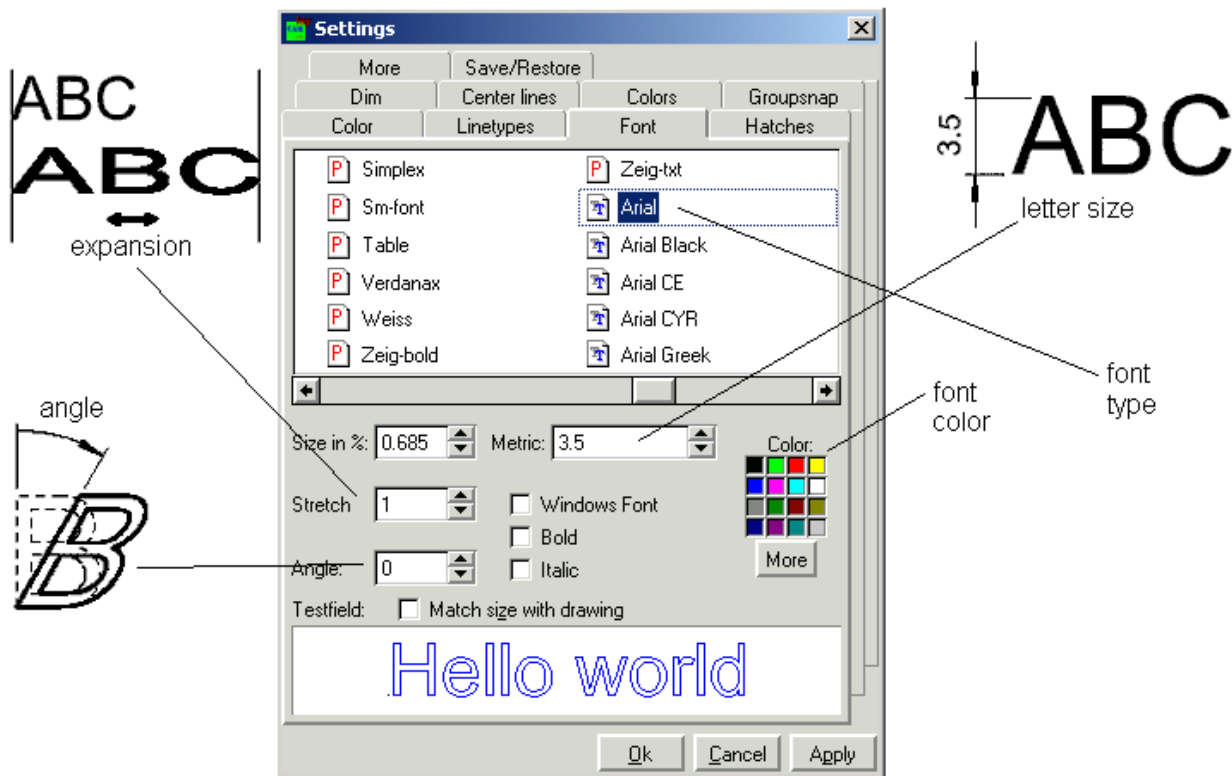 Settings
More Save/Restore
Dim Center lines Colors Groupsnap
Color Linetypes Font Hatches
ABC
ABC
expansion
3.5
ABC
letter size
Simplex Zeig-txt
Sm-font Arial
Table Arial Black
Verdanax Arial CE
Weiss Arial CYR
Zeig-bold Arial Greek
font
type
font
color
angle
B
Size in %: 0.685 Metric: 3.5 Color:
Stretch 1 Windows Font
Bold
Angle: 0 Italic
More
Testfield: Match size with drawing
Hello world
Ok Cancel Apply